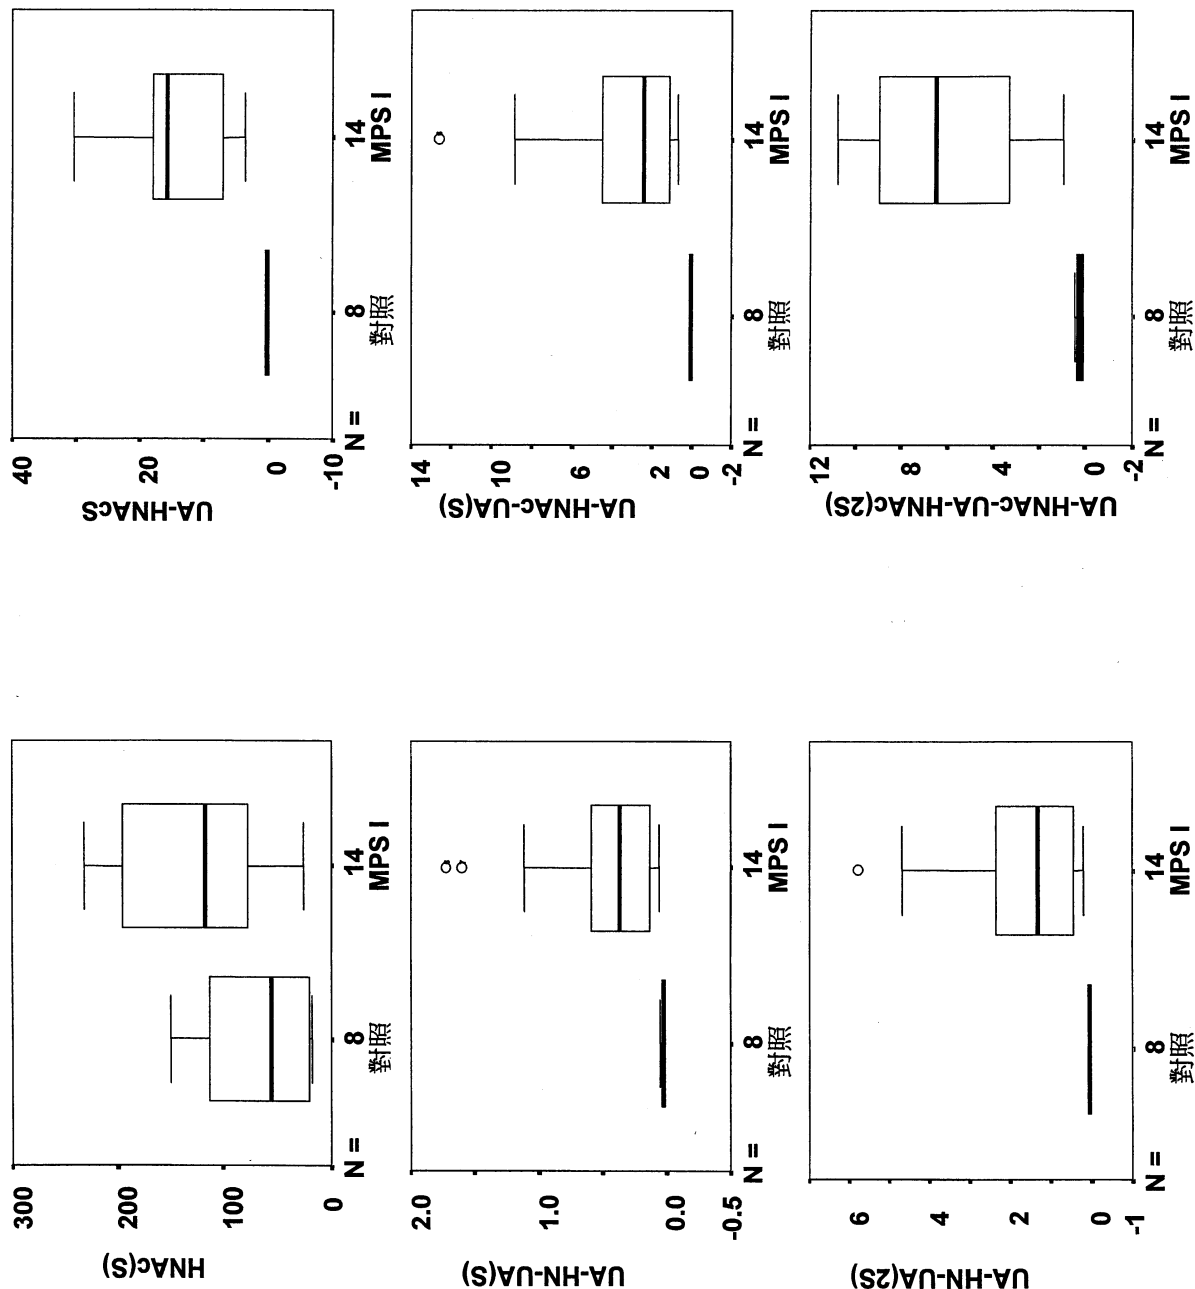 HNAc(S)
300
200
100
0
N =
8
14
對照
MPS I
UA-HNAcS
40
20
0
-10
N =
8
14
對照
MPS I
UA-HN-UA(S)
2.0
1.0
0.0
-0.5
N =
8
14
對照
MPS I
UA-HNAc-UA(S)
14
10
6
2
0
-2
N =
8
14
對照
MPS I
UA-HN-UA(2S)
6
4
2
0
-1
N =
8
14
對照
MPS I
UA-HNAc-UA-HNAc(2S)
12
8
4
0
-2
N =
8
14
對照
MPS I